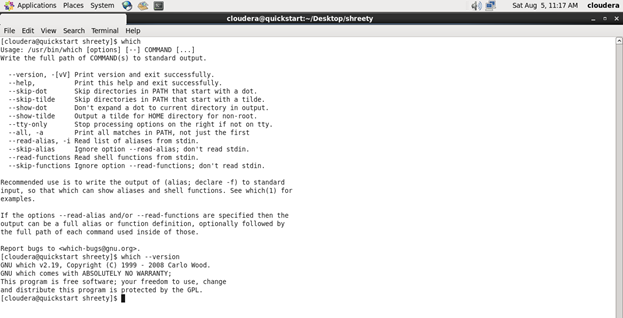 Applications Places System
Sat Aug 5, 11:17 AM cloudera
cloudera@quickstart:~/Desktop/shreety
File Edit View Search Terminal Help
[cloudera@quickstart shreety]$ which
Usage: /usr/bin/which [options] [--] COMMAND [...]
Write the full path of COMMAND(s) to standard output.
--version, -[vV] Print version and exit successfully.
--help, Print this help and exit successfully.
--skip-dot Skip directories in PATH that start with a dot.
--skip-tilde Skip directories in PATH that start with a tilde.
--show-dot Don't expand a dot to current directory in output.
--show-tilde Output a tilde for HOME directory for non-root.
--tty-only Stop processing options on the right if not on tty.
--all, -a Print all matches in PATH, not just the first
--read-alias, -i Read list of aliases from stdin.
--skip-alias Ignore option --read-alias; don't read stdin.
--read-functions Read shell functions from stdin.
--skip-functions Ignore option --read-functions; don't read stdin.
Recommended use is to write the output of (alias; declare -f) to standard
input, so that which can show aliases and shell functions. See which(1) for
examples.
If the options --read-alias and/or --read-functions are specified then the
output can be a full alias or function definition, optionally followed by
the full path of each command used inside of those.
Report bugs to <which-bugs@gnu.org>.
[cloudera@quickstart shreety]$ which --version
GNU which v2.19, Copyright (C) 1999 - 2008 Carlo Wood.
GNU which comes with ABSOLUTELY NO WARRANTY;
This program is free software; your freedom to use, change
and distribute this program is protected by the GPL.
[cloudera@quickstart shreety]$